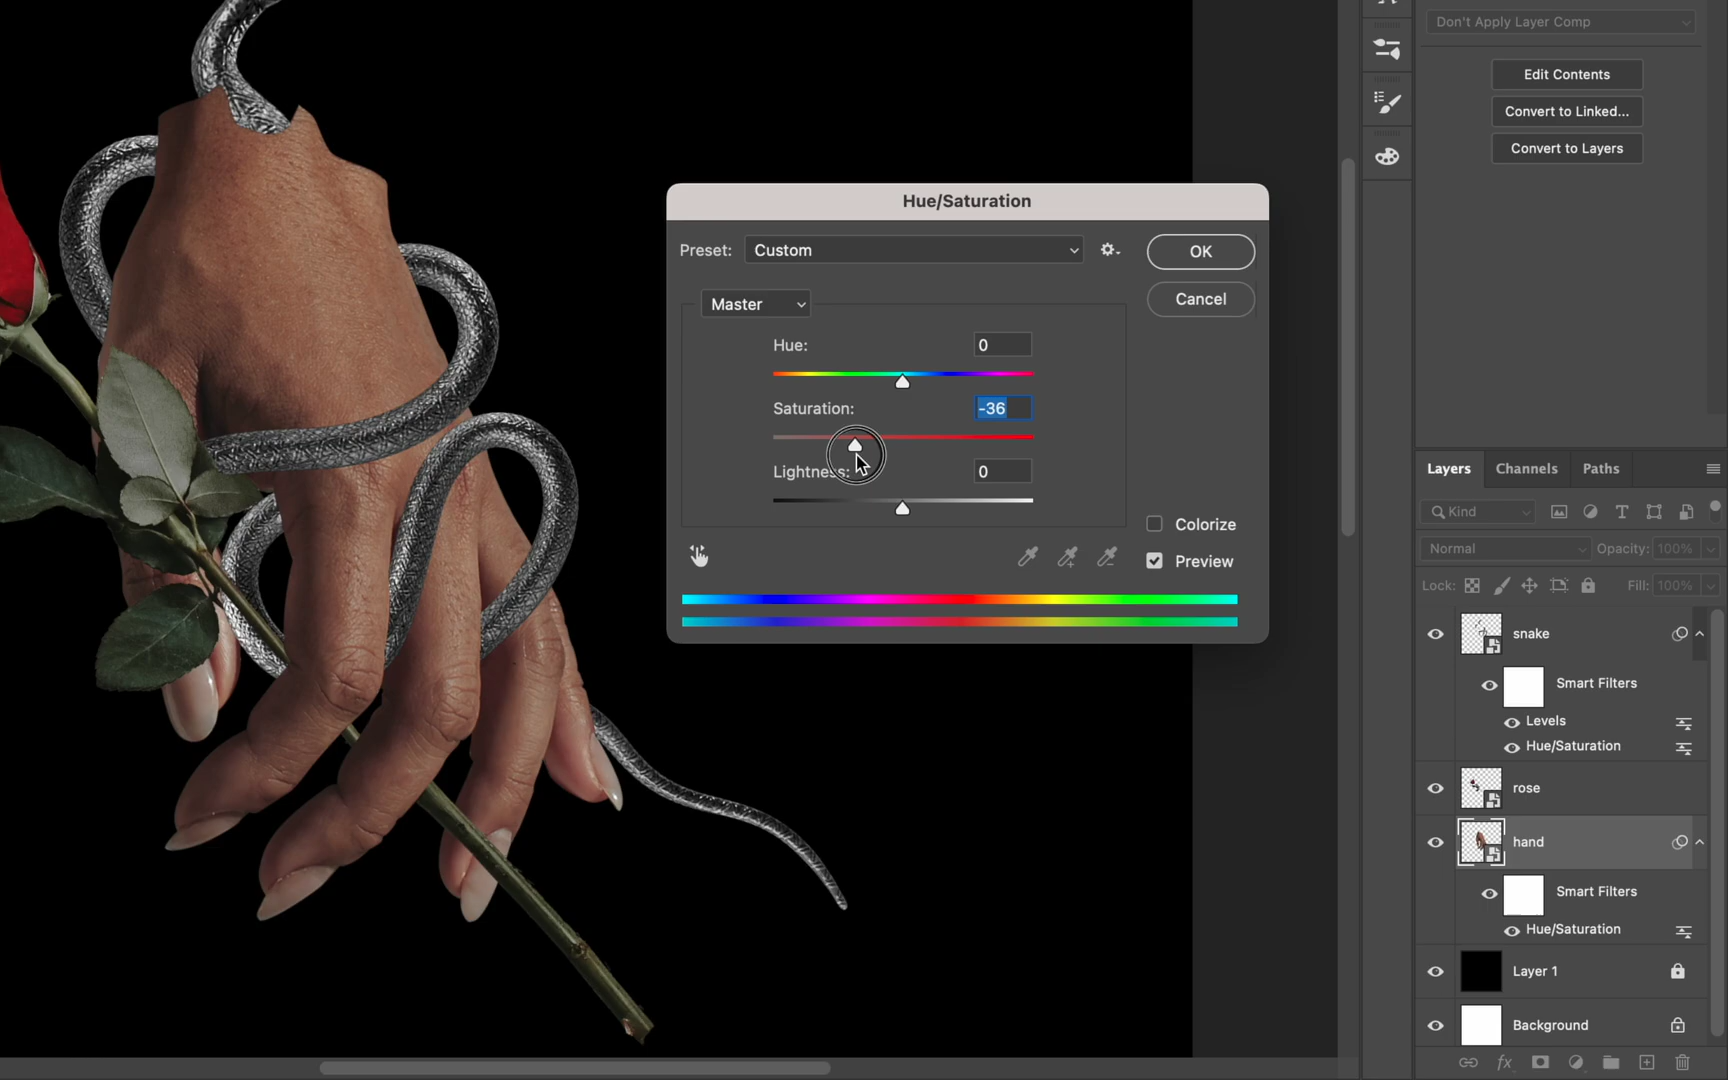 Don't Apply Layer Comp
Edit Contents
Convert to Linked...
Convert to Layers
Hue/Saturation
Preset: Custom
OK
Cancel
Master
Hue: 0
Saturation: -36
Lightness: 0
Colorize
Preview
Layers Channels Paths
Kind
Normal Opacity: 100%
Lock: Fill: 100%
snake
Smart Filters
Levels
Hue/Saturation
rose
hand
Smart Filters
Hue/Saturation
Layer 1
Background
fx